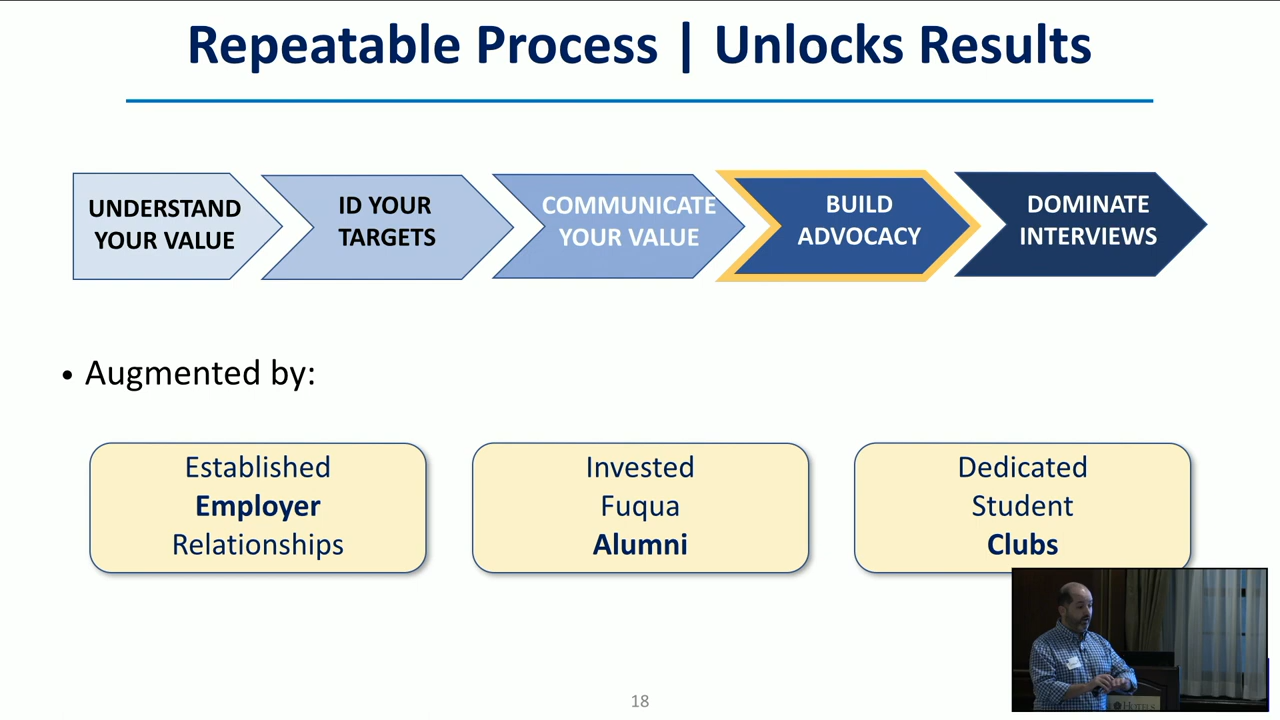 Repeatable Process | Unlocks Results
UNDERSTAND
YOUR VALUE
ID YOUR
TARGETS
COMMUNICATE
YOUR VALUE
BUILD
ADVOCACY
DOMINATE
INTERVIEWS
• Augmented by:
Established
Employer
Relationships
Invested
Fuqua
Alumni
Dedicated
Student
Clubs
18